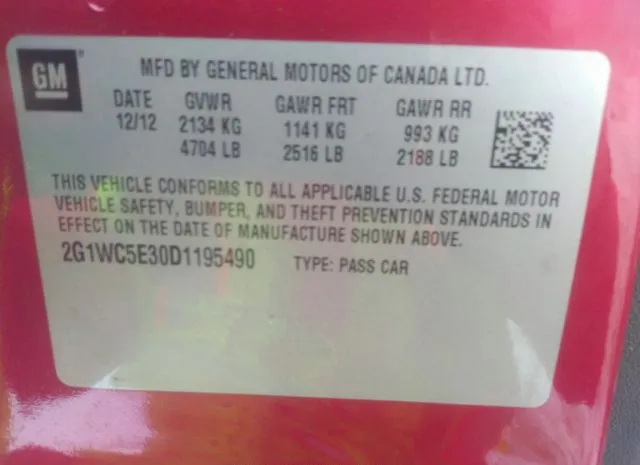 GM
MFD BY GENERAL MOTORS OF CANADA LTD.
DATE GVWR GAWR FRT GAWR RR
12/12 2134 KG 1141 KG 993 KG
4704 LB 2516 LB 2188 LB
THIS VEHICLE CONFORMS TO ALL APPLICABLE U.S. FEDERAL MOTOR
VEHICLE SAFETY, BUMPER, AND THEFT PREVENTION STANDARDS IN
EFFECT ON THE DATE OF MANUFACTURE SHOWN ABOVE.
2G1WC5E30D1195490 TYPE: PASS CAR